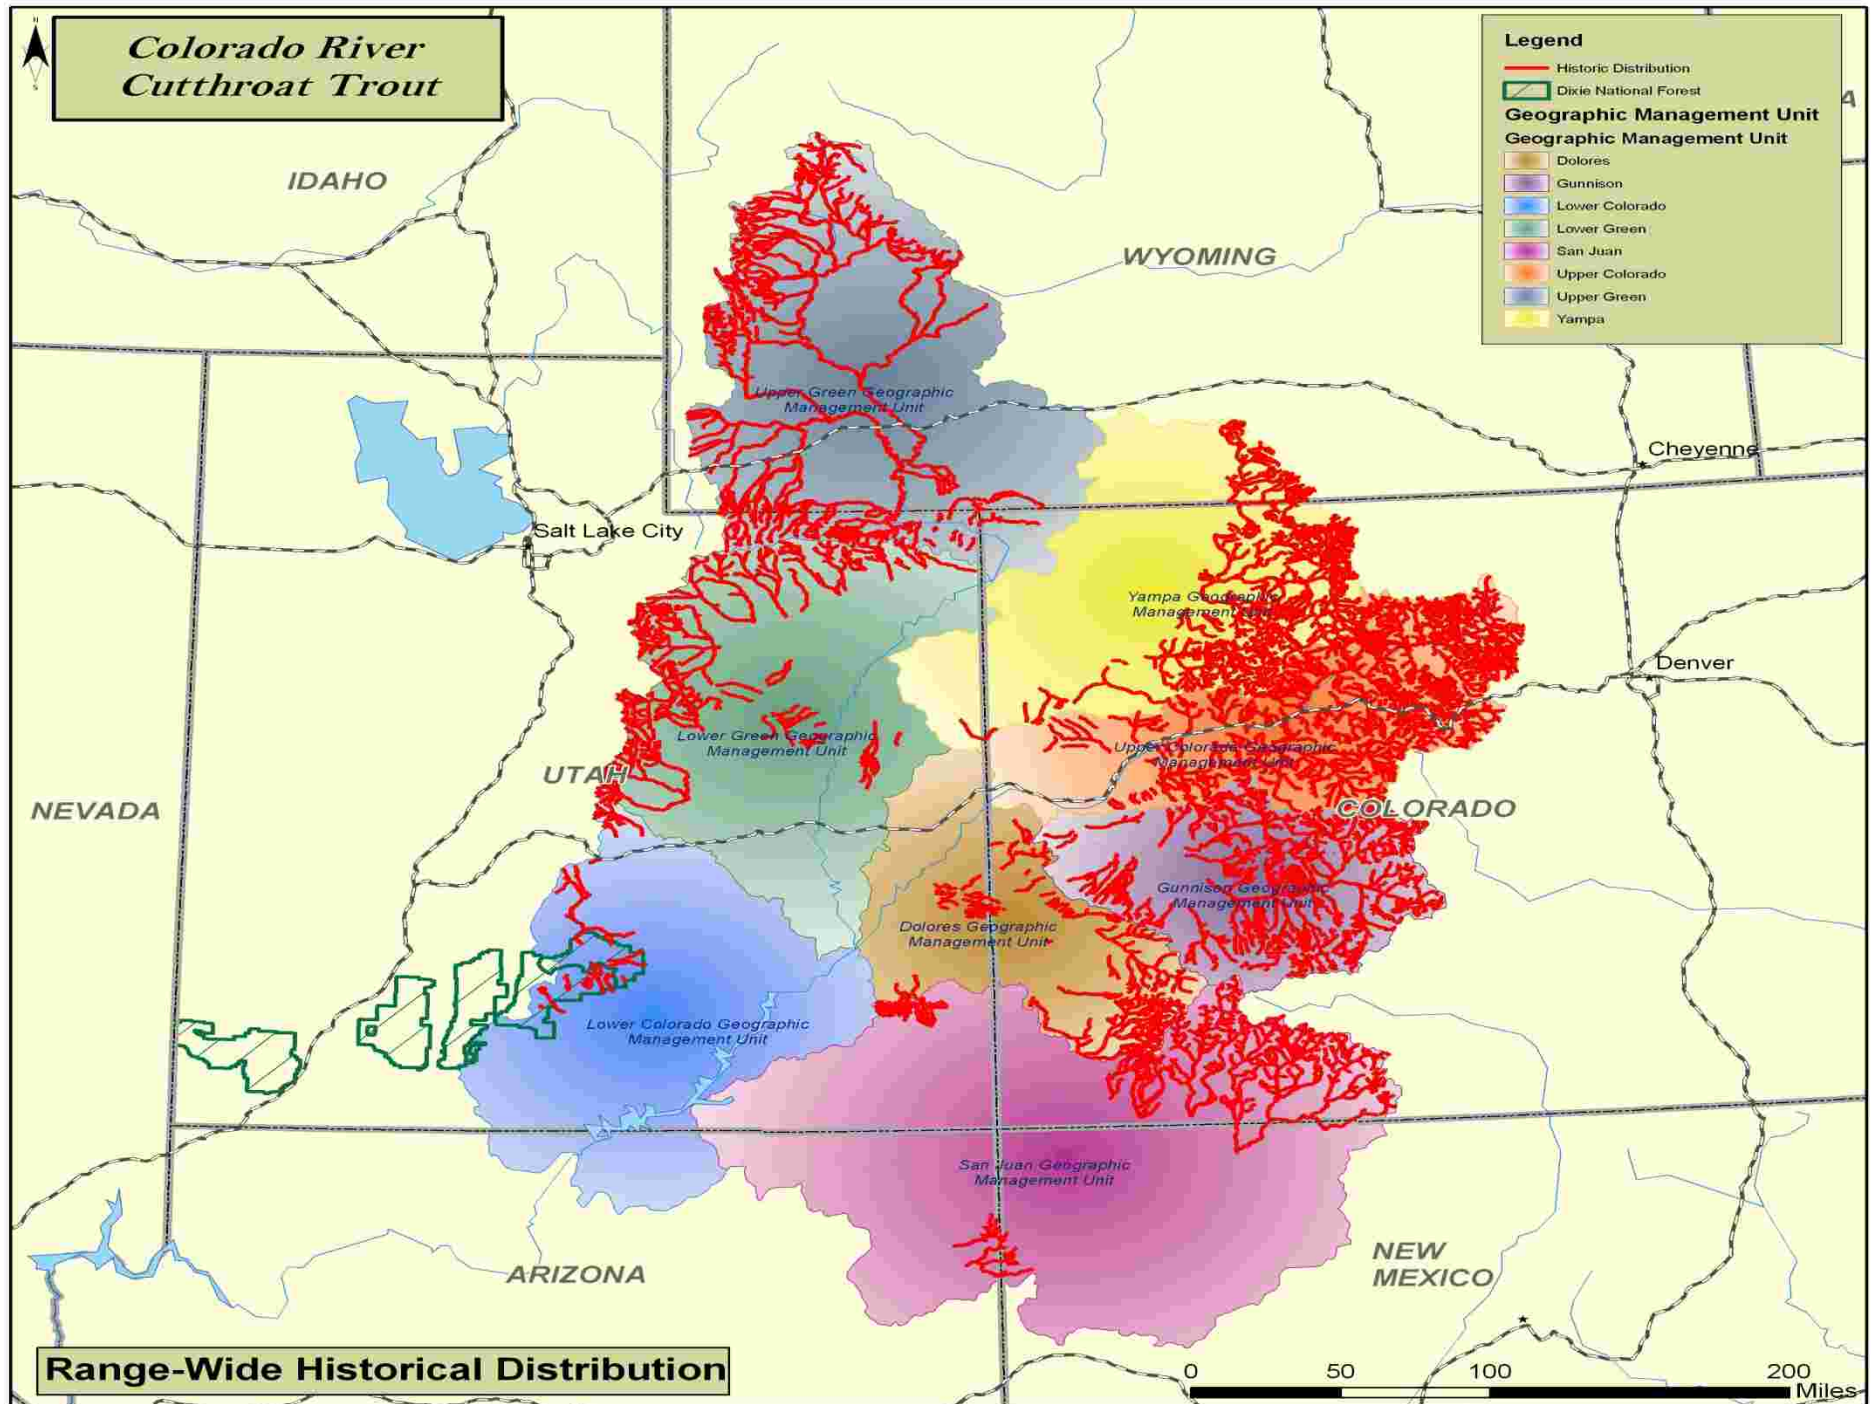 N
S
Colorado River
Cutthroat Trout
Legend
Historic Distribution
Dixie National Forest
Geographic Management Unit
Geographic Management Unit
Dolores
Gunnison
Lower Colorado
Lower Green
San Juan
Upper Colorado
Upper Green
Yampa
A
IDAHO
WYOMING
Upper Green Geographic
Management Unit
Cheyenne
Salt Lake City
Yampa Geographic
Management Unit
Denver
Lower Green Geographic
Management Unit
Upper Colorado Geographic
Management Unit
UTAH
NEVADA
COLORADO
Gunnison Geographic
Management Unit
Dolores Geographic
Management Unit
Lower Colorado Geographic
Management Unit
San Juan Geographic
Management Unit
ARIZONA
NEW
MEXICO
Range-Wide Historical Distribution
0 50 100 200
Miles